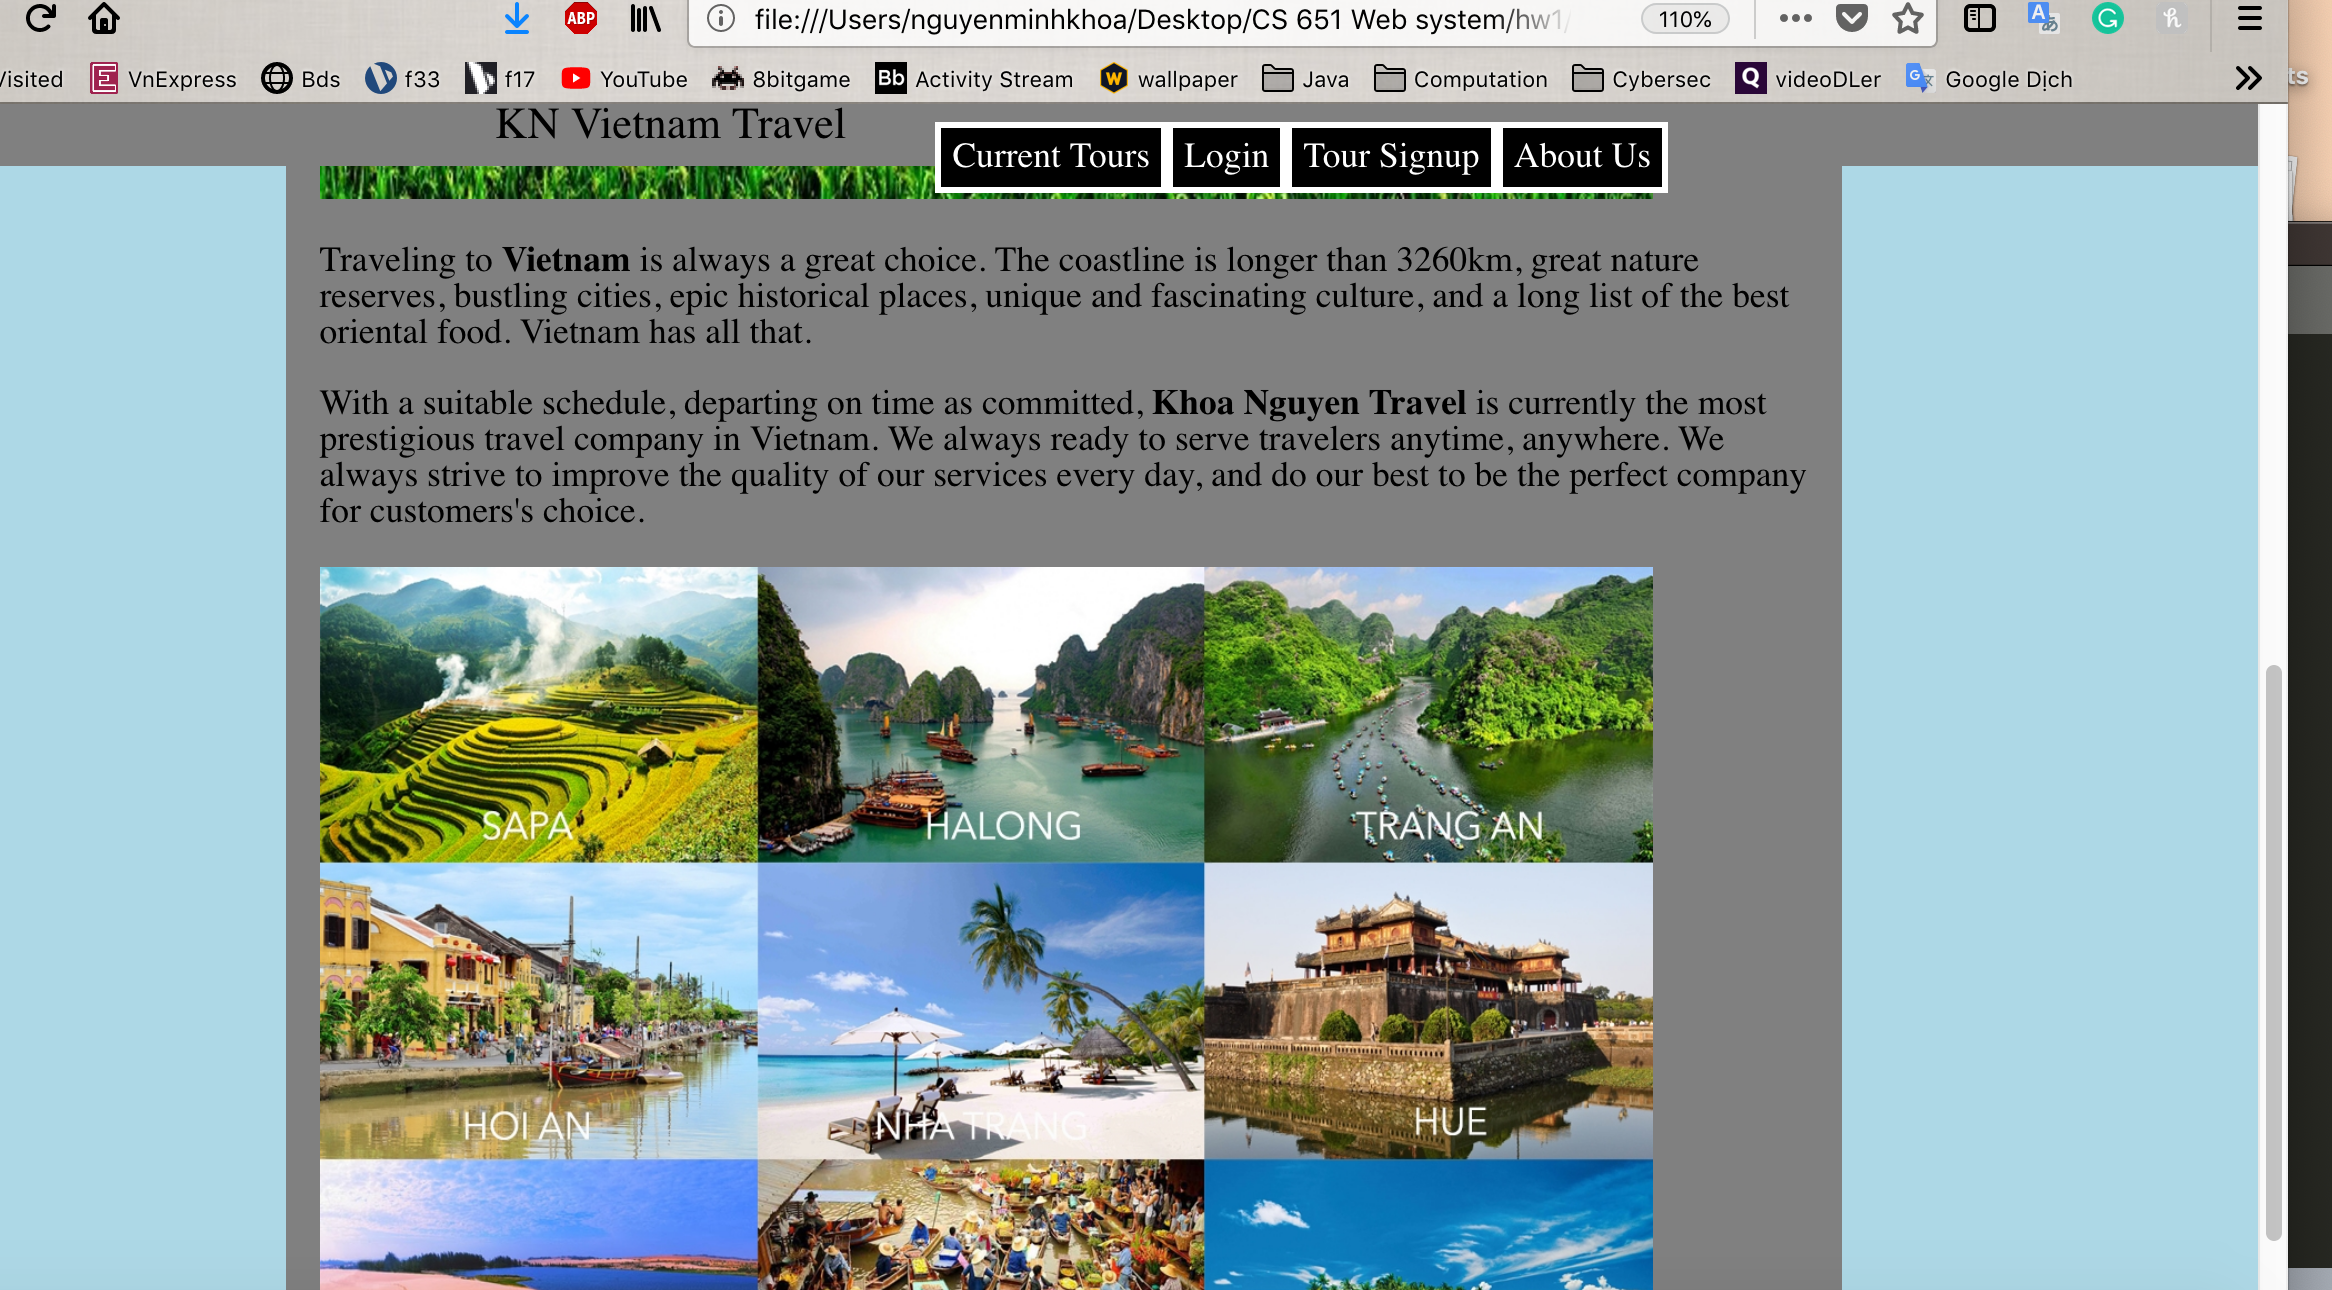 file:///Users/nguyenminhkhoa/Desktop/CS 651 Web system/hw1/
110%
ABP
isited
VnExpress
Bds
f33
f17
YouTube
8bitgame
Bb Activity Stream
wallpaper
Java
Computation
Cybersec
videoDLer
Google Dịch
ts
KN Vietnam Travel
Current Tours
Login
Tour Signup
About Us
Traveling to Vietnam is always a great choice. The coastline is longer than 3260km, great nature
reserves, bustling cities, epic historical places, unique and fascinating culture, and a long list of the best
oriental food. Vietnam has all that.
With a suitable schedule, departing on time as committed, Khoa Nguyen Travel is currently the most
prestigious travel company in Vietnam. We always ready to serve travelers anytime, anywhere. We
always strive to improve the quality of our services every day, and do our best to be the perfect company
for customers's choice.
SAPA
HALONG
TRANG AN
HOI AN
NHA TRANG
HUE